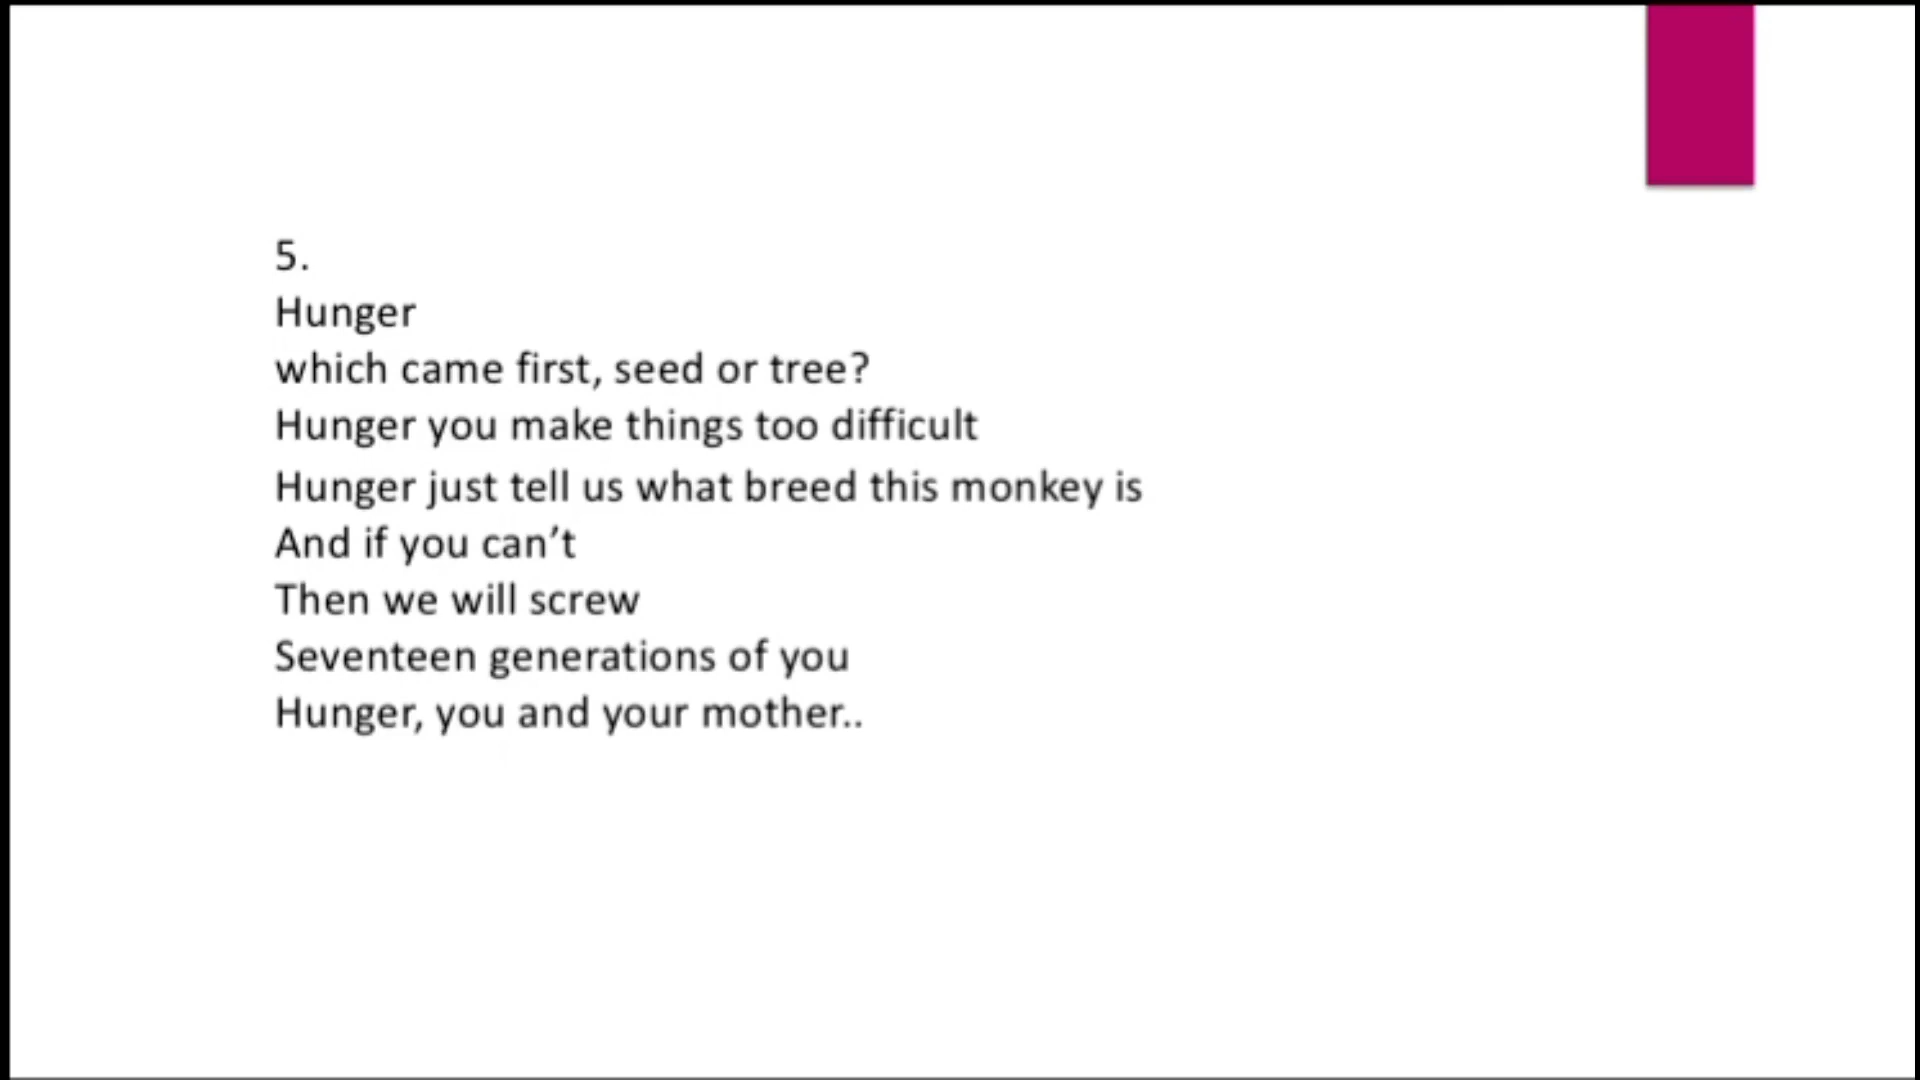 5.
Hunger
which came first, seed or tree?
Hunger you make things too difficult
Hunger just tell us what breed this monkey is
And if you can’t
Then we will screw
Seventeen generations of you
Hunger, you and your mother..